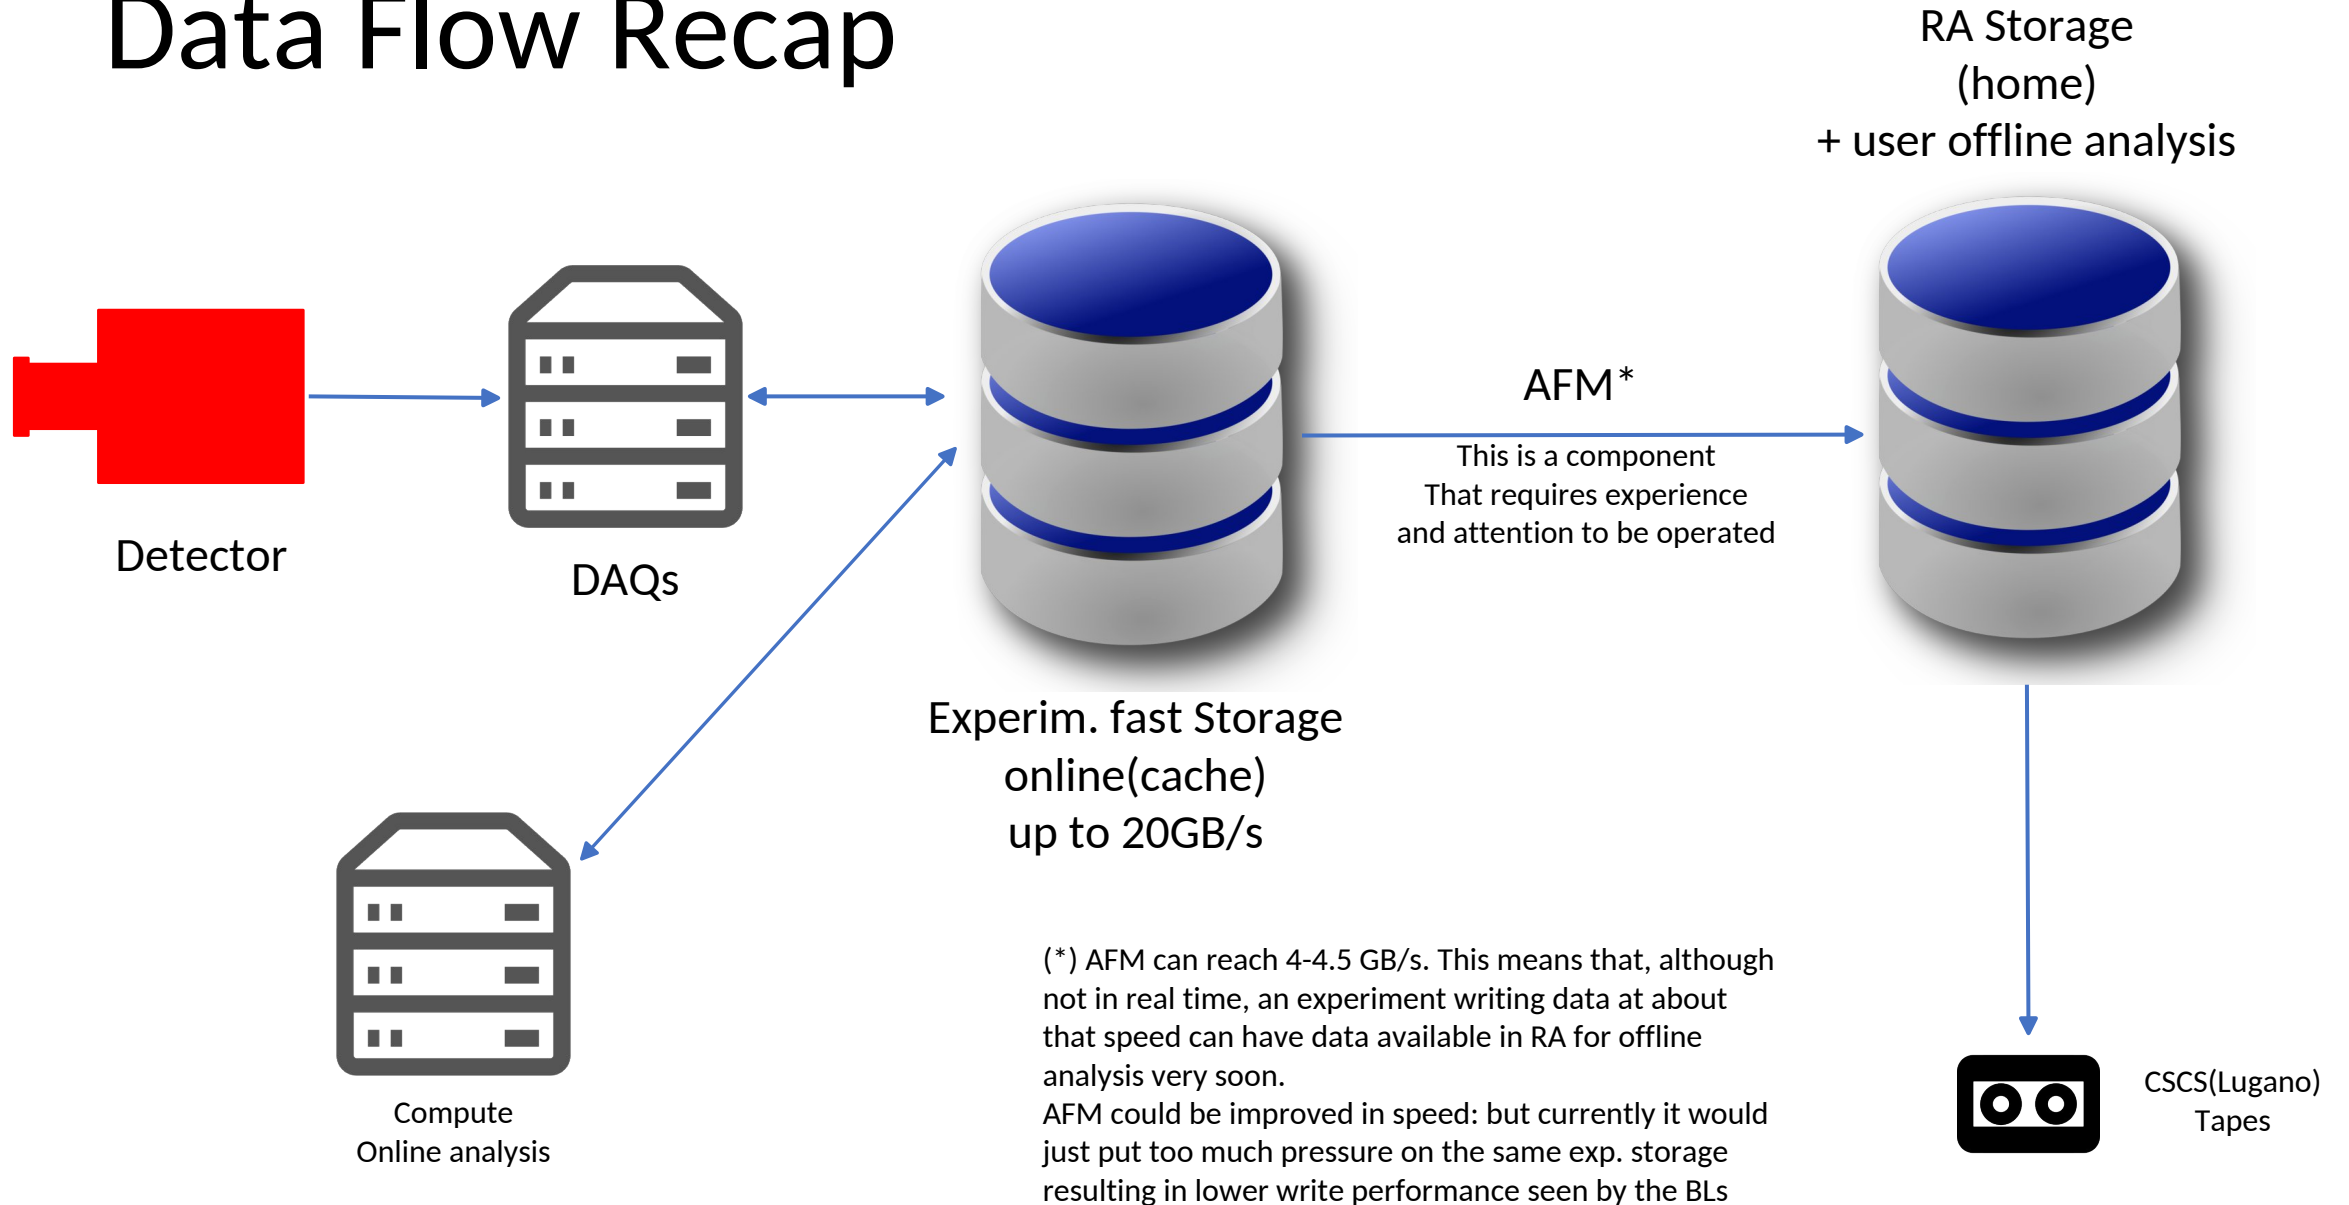 Data Flow Recap
RA Storage
(home)
+ user offline analysis
Detector
DAQs
AFM*
This is a component
That requires experience
and attention to be operated
Experim. fast Storage
online(cache)
up to 20GB/s
Compute
Online analysis
(*) AFM can reach 4-4.5 GB/s. This means that, although
not in real time, an experiment writing data at about
that speed can have data available in RA for offline
analysis very soon.
AFM could be improved in speed: but currently it would
just put too much pressure on the same exp. storage
resulting in lower write performance seen by the BLs
CSCS(Lugano)
Tapes